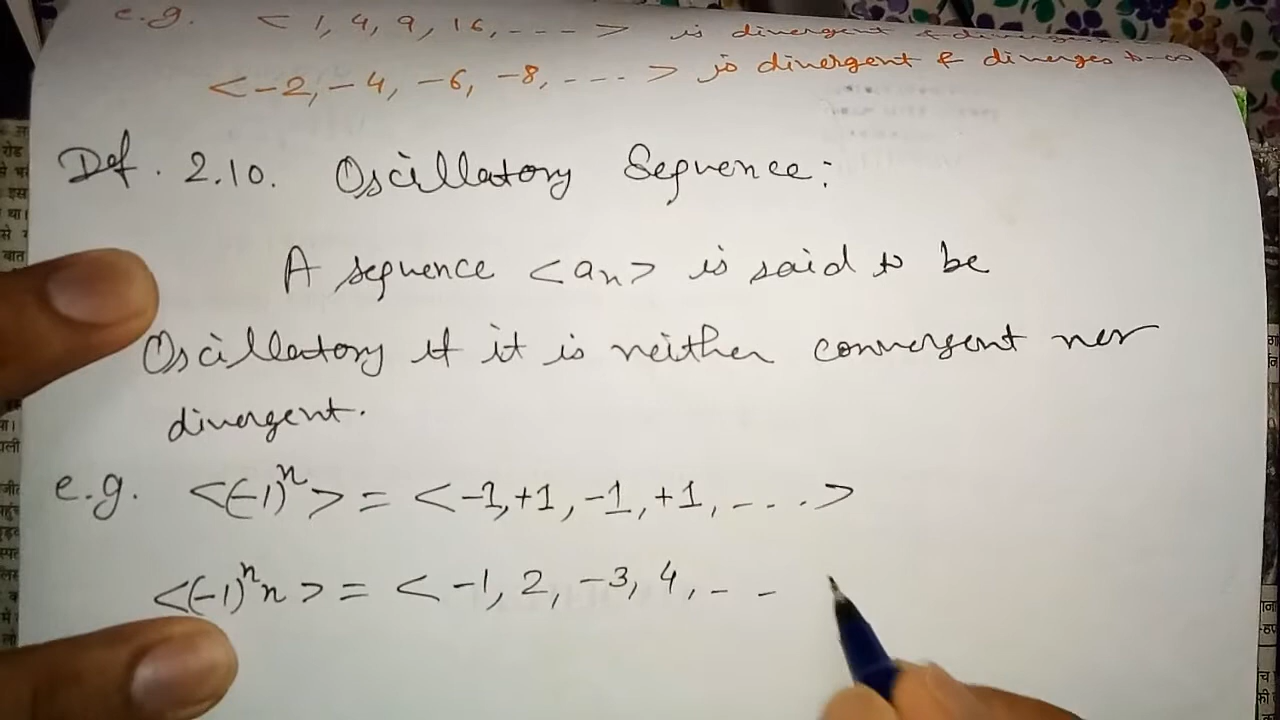 e.g. < 1, 4, 9, 16, - - - > is divergent & diverges
< -2, -4, -6, -8, - - - > is divergent & diverges to -∞
Def. 2.10. Oscillatory Sequence:
A sequence <aₙ> is said to be
Oscillatory if it is neither convergent nor
divergent.
e.g. <(-1)ⁿ> = < -1, +1, -1, +1, - - - ->
<(-1)ⁿn> = < -1, 2, -3, 4, - -